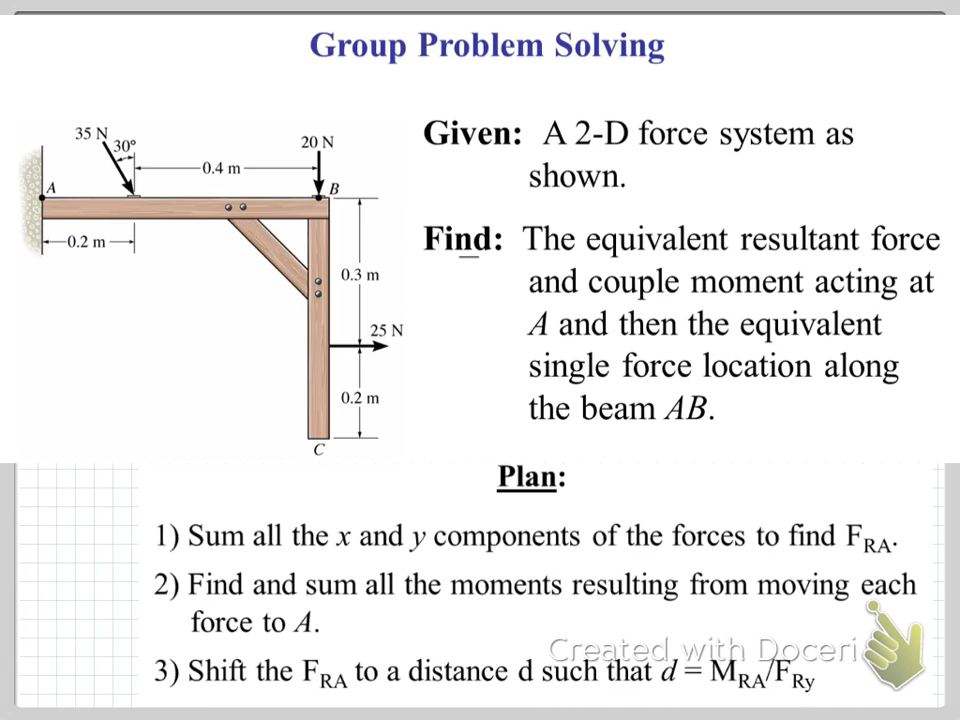 Group Problem Solving
35 N
30°
20 N
0.4 m
A
B
0.2 m
0.3 m
25 N
0.2 m
C
Given: A 2-D force system as
shown.
Find: The equivalent resultant force
and couple moment acting at
A and then the equivalent
single force location along
the beam AB.
Plan:
1) Sum all the x and y components of the forces to find FRA.
2) Find and sum all the moments resulting from moving each
force to A.
Created with Doceri
3) Shift the FRA to a distance d such that d = MRA/FRy